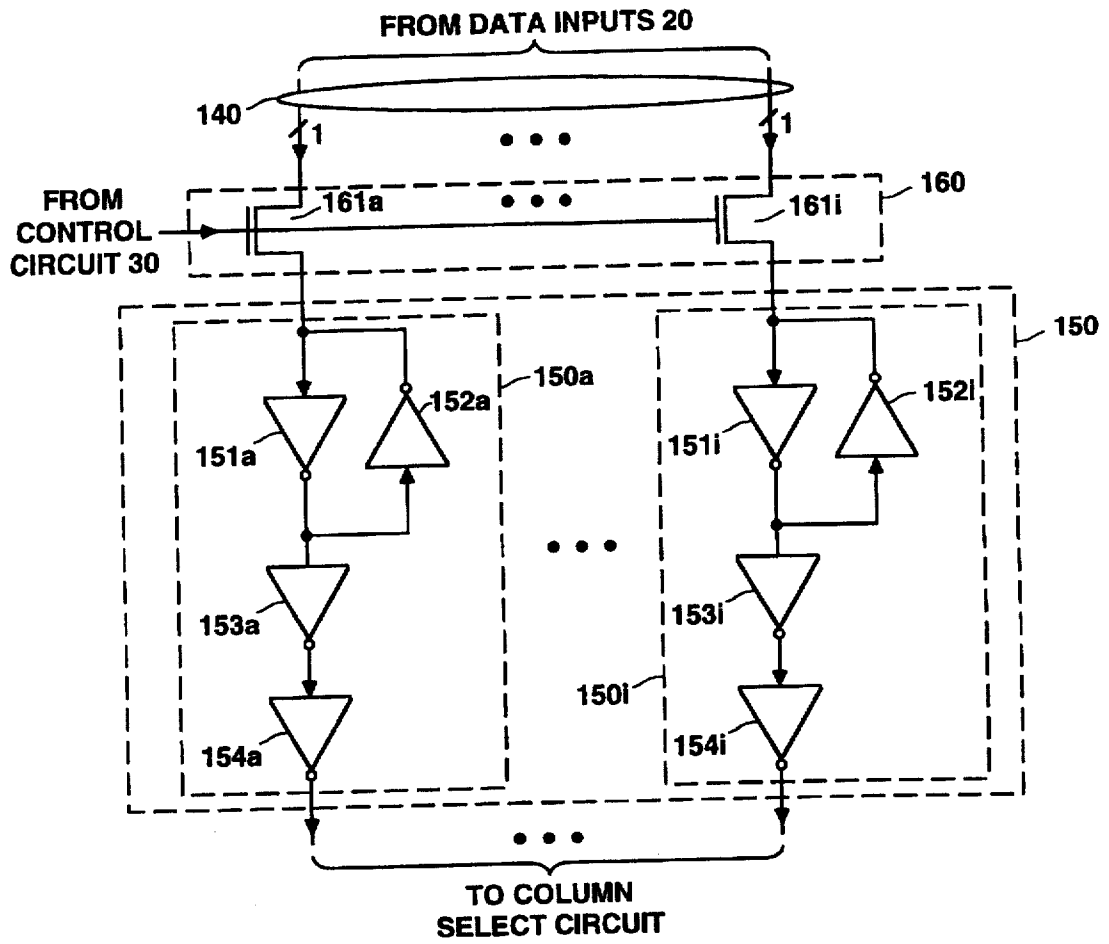 FROM DATA INPUTS 20
140
1
1
FROM
CONTROL
CIRCUIT 30
161a
161i
160
150
150a
152a
151a
152i
151i
153a
153i
150i
154a
154i
TO COLUMN
SELECT CIRCUIT